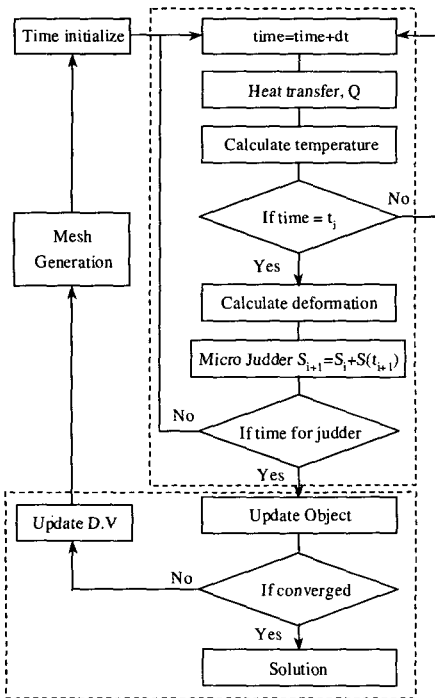 Time initialize
time=time+dt
Heat transfer, Q
Calculate temperature
No
If time = t_i
Mesh
Generation
Yes
Calculate deformation
Micro Judder S_{i+1}=S_i+S(t_{i+1})
No
If time for judder
Yes
Update D.V
Update Object
No
If converged
Yes
Solution